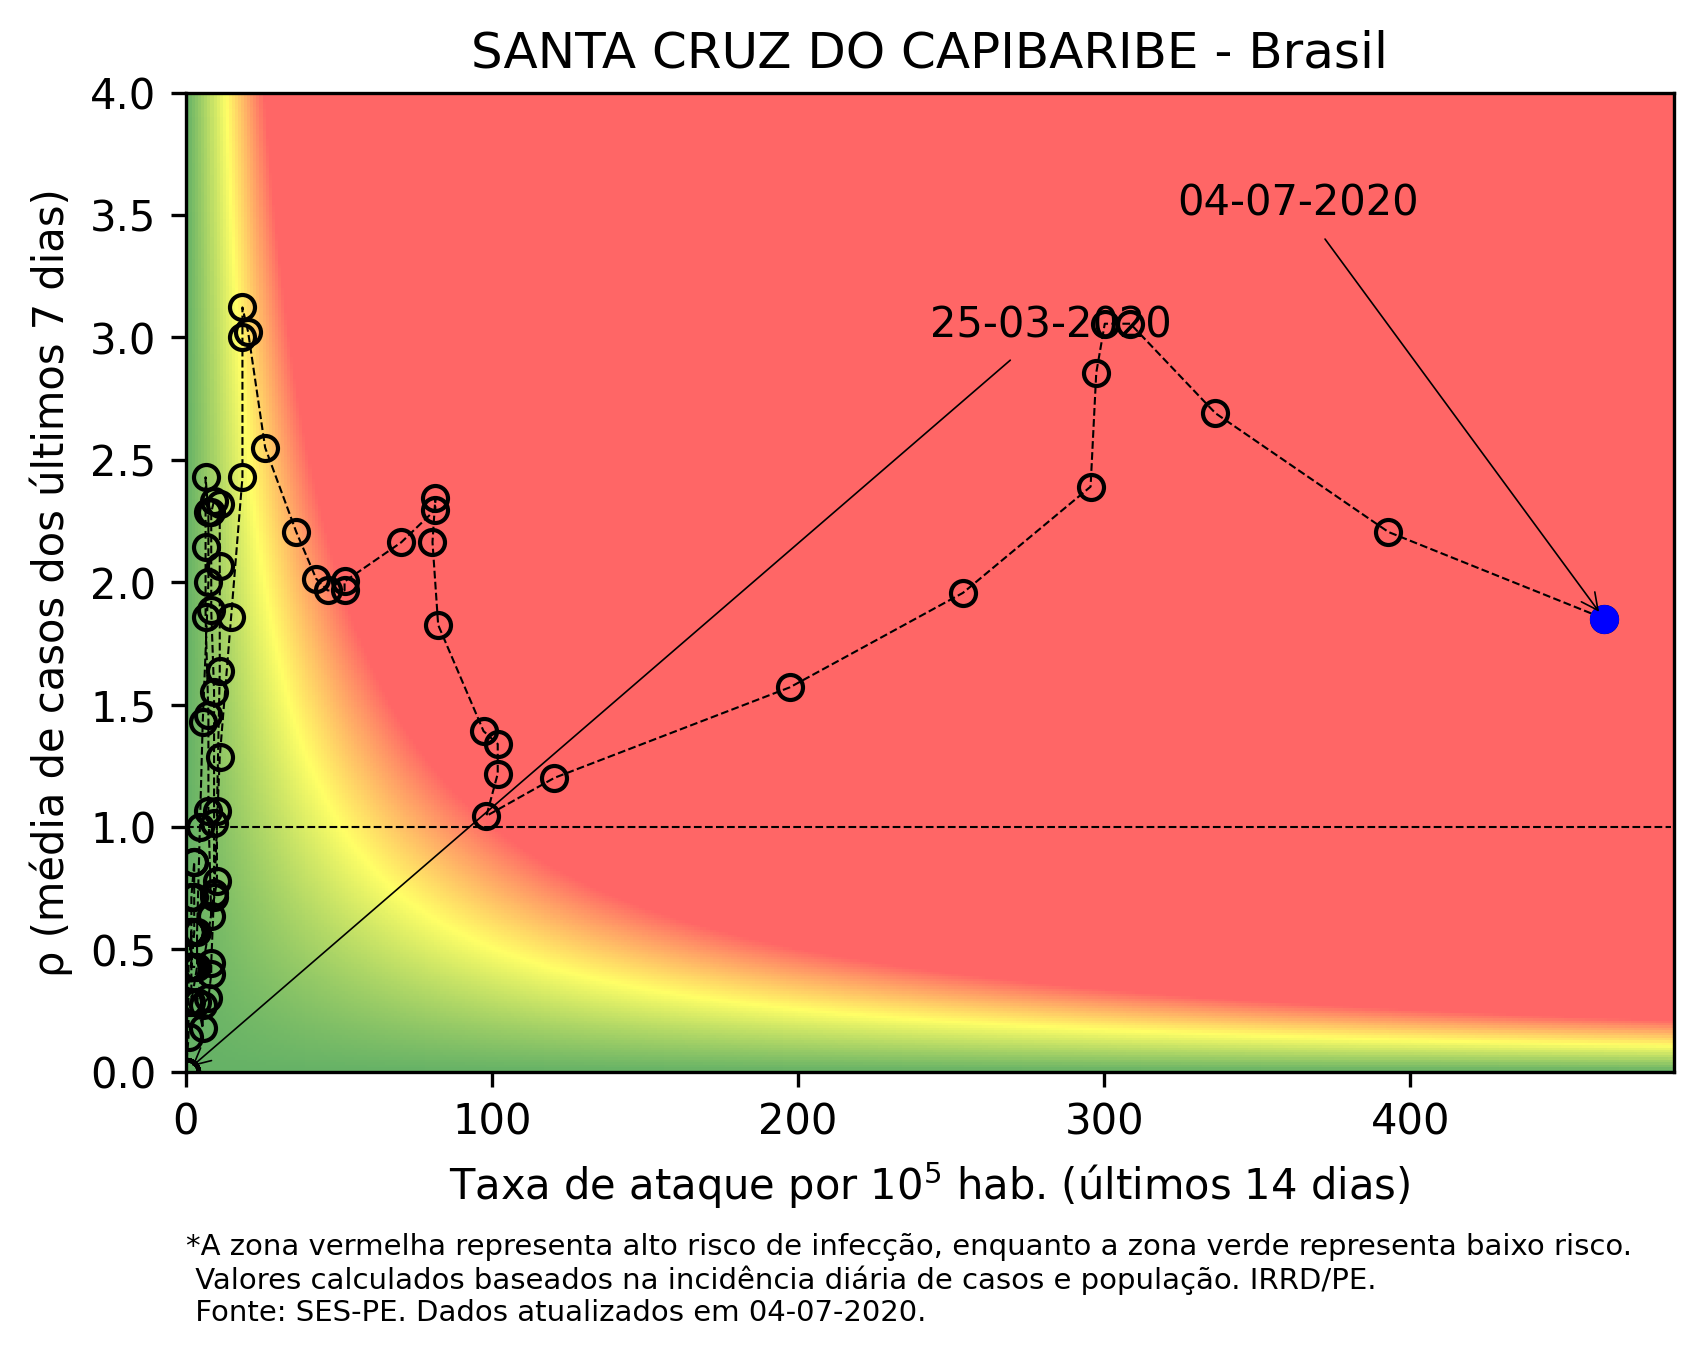 SANTA CRUZ DO CAPIBARIBE - Brasil
4.0
3.5
3.0
2.5
2.0
1.5
1.0
0.5
0.0
ρ (média de casos dos últimos 7 dias)
04-07-2020
25-03-2020
0 100 200 300 400
Taxa de ataque por 10⁵ hab. (últimos 14 dias)
*A zona vermelha representa alto risco de infecção, enquanto a zona verde representa baixo risco.
Valores calculados baseados na incidência diária de casos e população. IRRD/PE.
Fonte: SES-PE. Dados atualizados em 04-07-2020.